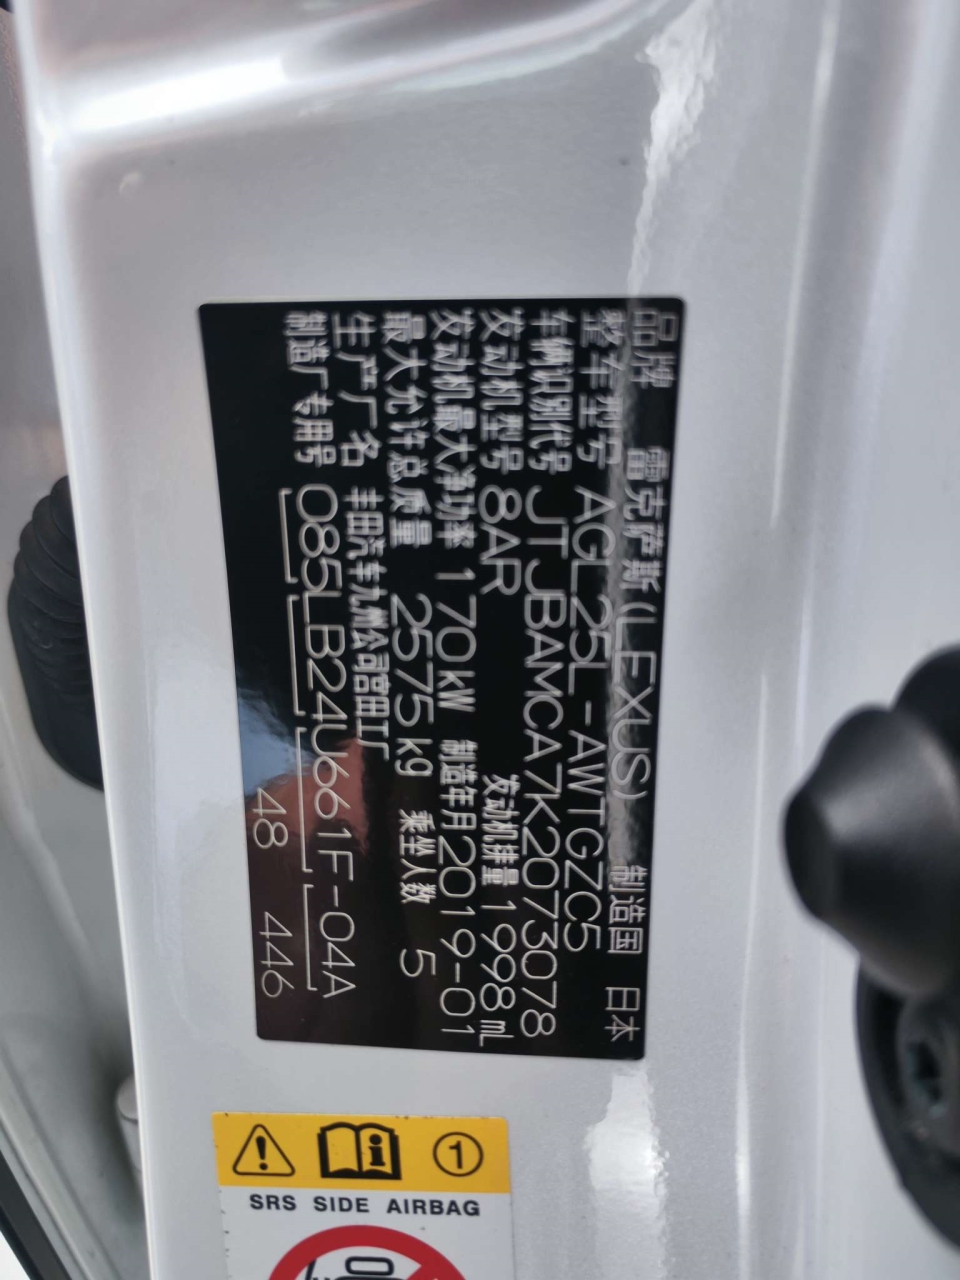 品牌 雷克萨斯(LEXUS) 制造国 日本
整车型号 AGL25L-AWTGZC5
车辆识别代号 JTJBAMCA7K2073078
发动机型号 8AR 发动机排量 1998mL
发动机最大净功率 170kW 制造年月 2019-01
最大允许总质量 2575kg 乘坐人数 5
生产厂名 丰田汽车九州公司宫田工厂
制造厂专用号 085LB24U661F-04A
48 446
1
SRS SIDE AIRBAG